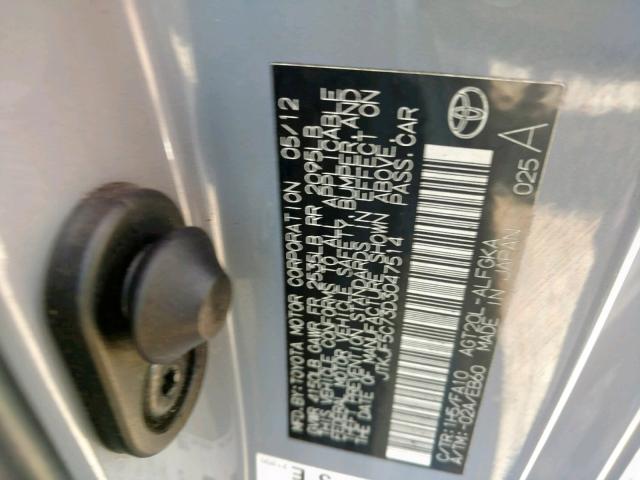 MFD.BY: TOYOTA MOTOR CORPORATION 05/12
GVWR 4150LB GAWR FR 2535LB RR 2095LB
THIS VEHICLE CONFORMS TO ALL APPLICABLE
FEDERAL MOTOR VEHICLE SAFETY, BUMPER, AND
THEFT PREVENTION STANDARDS IN EFFECT ON
THE DATE OF MANUFACTURE SHOWN ABOVE.
JTKJF5C73D3047514 PASS.CAR
C/TR: 1H5/FA10 AGT20L-ALFGKA
A/TM: -02A/EB60 MADE IN JAPAN
025 A